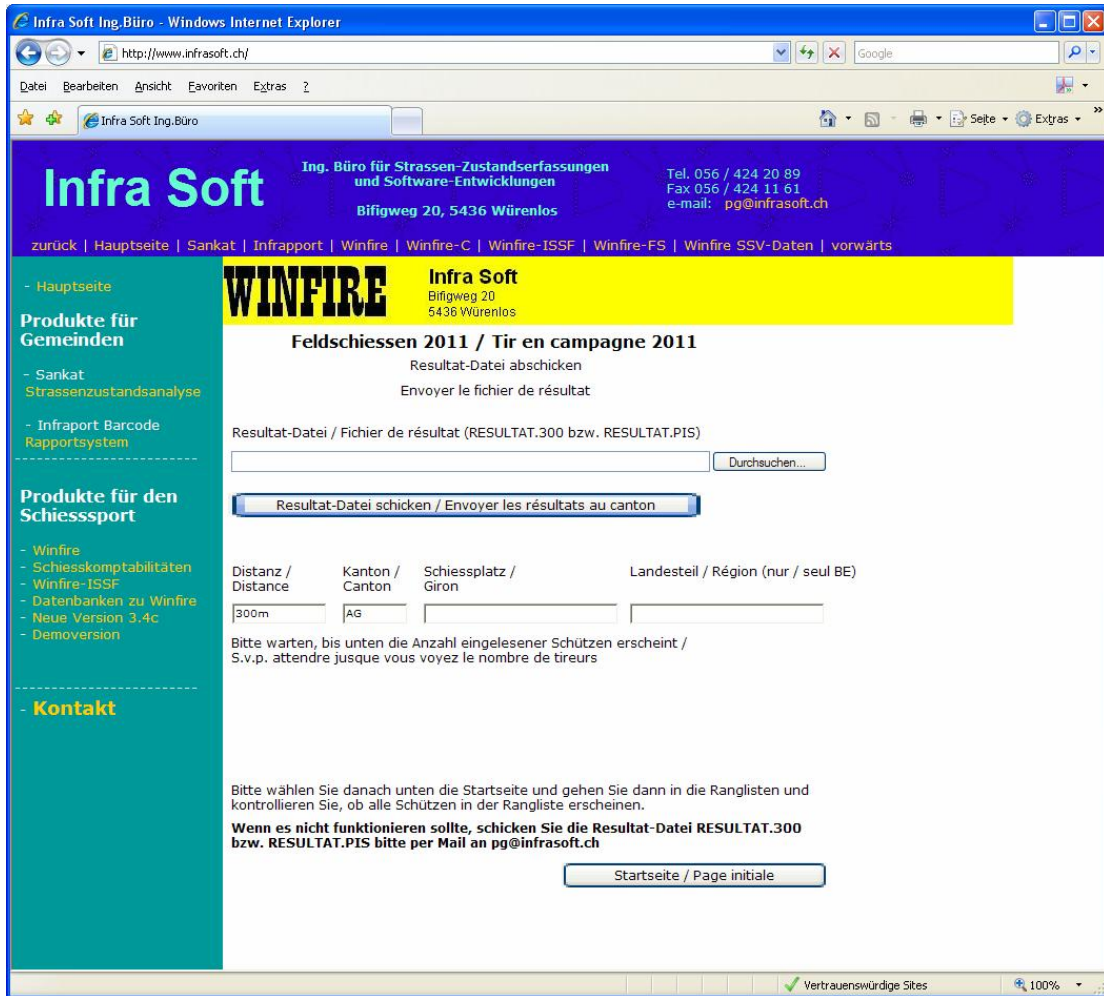 Infra Soft Ing.Büro - Windows Internet Explorer
http://www.infrasoft.ch/
Google
Datei Bearbeiten Ansicht Favoriten Extras ?
Infra Soft Ing.Büro
Seite Extras »
Infra Soft
Ing. Büro für Strassen-Zustandserfassungen
und Software-Entwicklungen
Bifigweg 20, 5436 Würenlos
Tel. 056 / 424 20 89
Fax 056 / 424 11 61
e-mail: pg@infrasoft.ch
zurück | Hauptseite | Sankat | Infrapport | Winfire | Winfire-C | Winfire-ISSF | Winfire-FS | Winfire SSV-Daten | vorwärts
- Hauptseite
Produkte für
Gemeinden
- Sankat
Strassenzustandsanalyse
- Infraport Barcode
Rapportsystem
Produkte für den
Schiesssport
- Winfire
- Schiesskomptabilitäten
- Winfire-ISSF
- Datenbanken zu Winfire
- Neue Version 3.4c
- Demoversion
- Kontakt
WINFIRE
Infra Soft
Bifigweg 20
5436 Würenlos
Feldschiessen 2011 / Tir en campagne 2011
Resultat-Datei abschicken
Envoyer le fichier de résultat
Resultat-Datei / Fichier de résultat (RESULTAT.300 bzw. RESULTAT.PIS)
Durchsuchen...
Resultat-Datei schicken / Envoyer les résultats au canton
Distanz /
Distance
Kanton /
Canton
Schiessplatz /
Giron
Landesteil / Région (nur / seul BE)
300m
AG
Bitte warten, bis unten die Anzahl eingelesener Schützen erscheint /
S.v.p. attendre jusque vous voyez le nombre de tireurs
Bitte wählen Sie danach unten die Startseite und gehen Sie dann in die Ranglisten und
kontrollieren Sie, ob alle Schützen in der Rangliste erscheinen.
Wenn es nicht funktionieren sollte, schicken Sie die Resultat-Datei RESULTAT.300
bzw. RESULTAT.PIS bitte per Mail an pg@infrasoft.ch
Startseite / Page initiale
Vertrauenswürdige Sites
100%